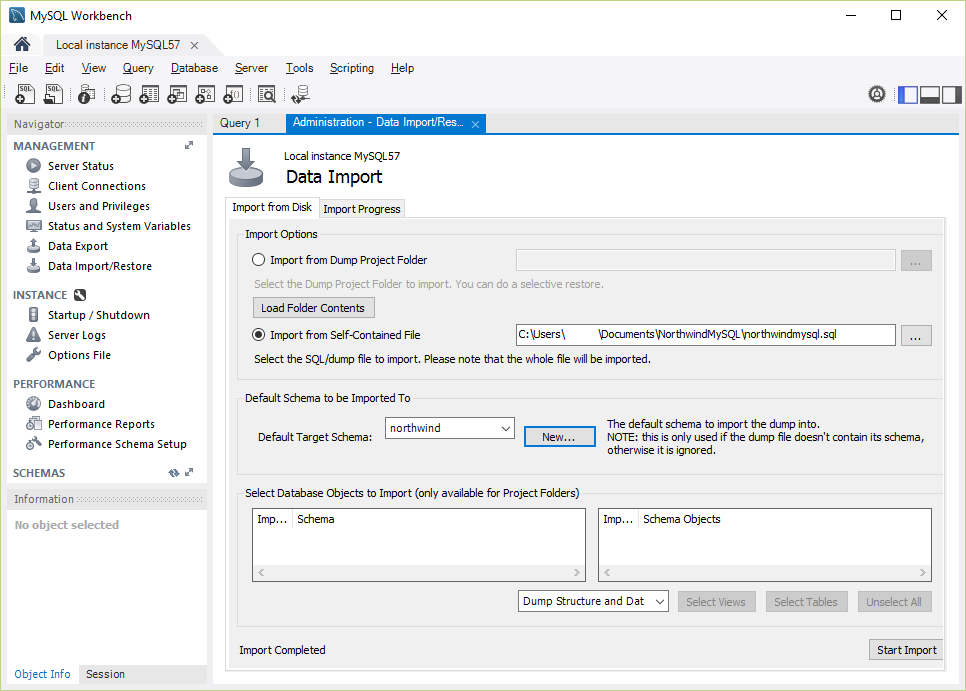 MySQL Workbench
Local instance MySQL57
File Edit View Query Database Server Tools Scripting Help
Navigator
MANAGEMENT
Server Status
Client Connections
Users and Privileges
Status and System Variables
Data Export
Data Import/Restore
INSTANCE
Startup / Shutdown
Server Logs
Options File
PERFORMANCE
Dashboard
Performance Reports
Performance Schema Setup
SCHEMAS
Information
No object selected
Object Info Session
Query 1 Administration - Data Import/Res...
Local instance MySQL57
Data Import
Import from Disk Import Progress
Import Options
Import from Dump Project Folder ...
Select the Dump Project Folder to import. You can do a selective restore.
Load Folder Contents
Import from Self-Contained File C:\Users\ \Documents\NorthwindMySQL\northwindmysql.sql ...
Select the SQL/dump file to import. Please note that the whole file will be imported.
Default Schema to be Imported To
Default Target Schema: northwind New...
The default schema to import the dump into.
NOTE: this is only used if the dump file doesn't contain its schema,
otherwise it is ignored.
Select Database Objects to Import (only available for Project Folders)
Imp... Schema Imp... Schema Objects
Dump Structure and Dat Select Views Select Tables Unselect All
Import Completed Start Import